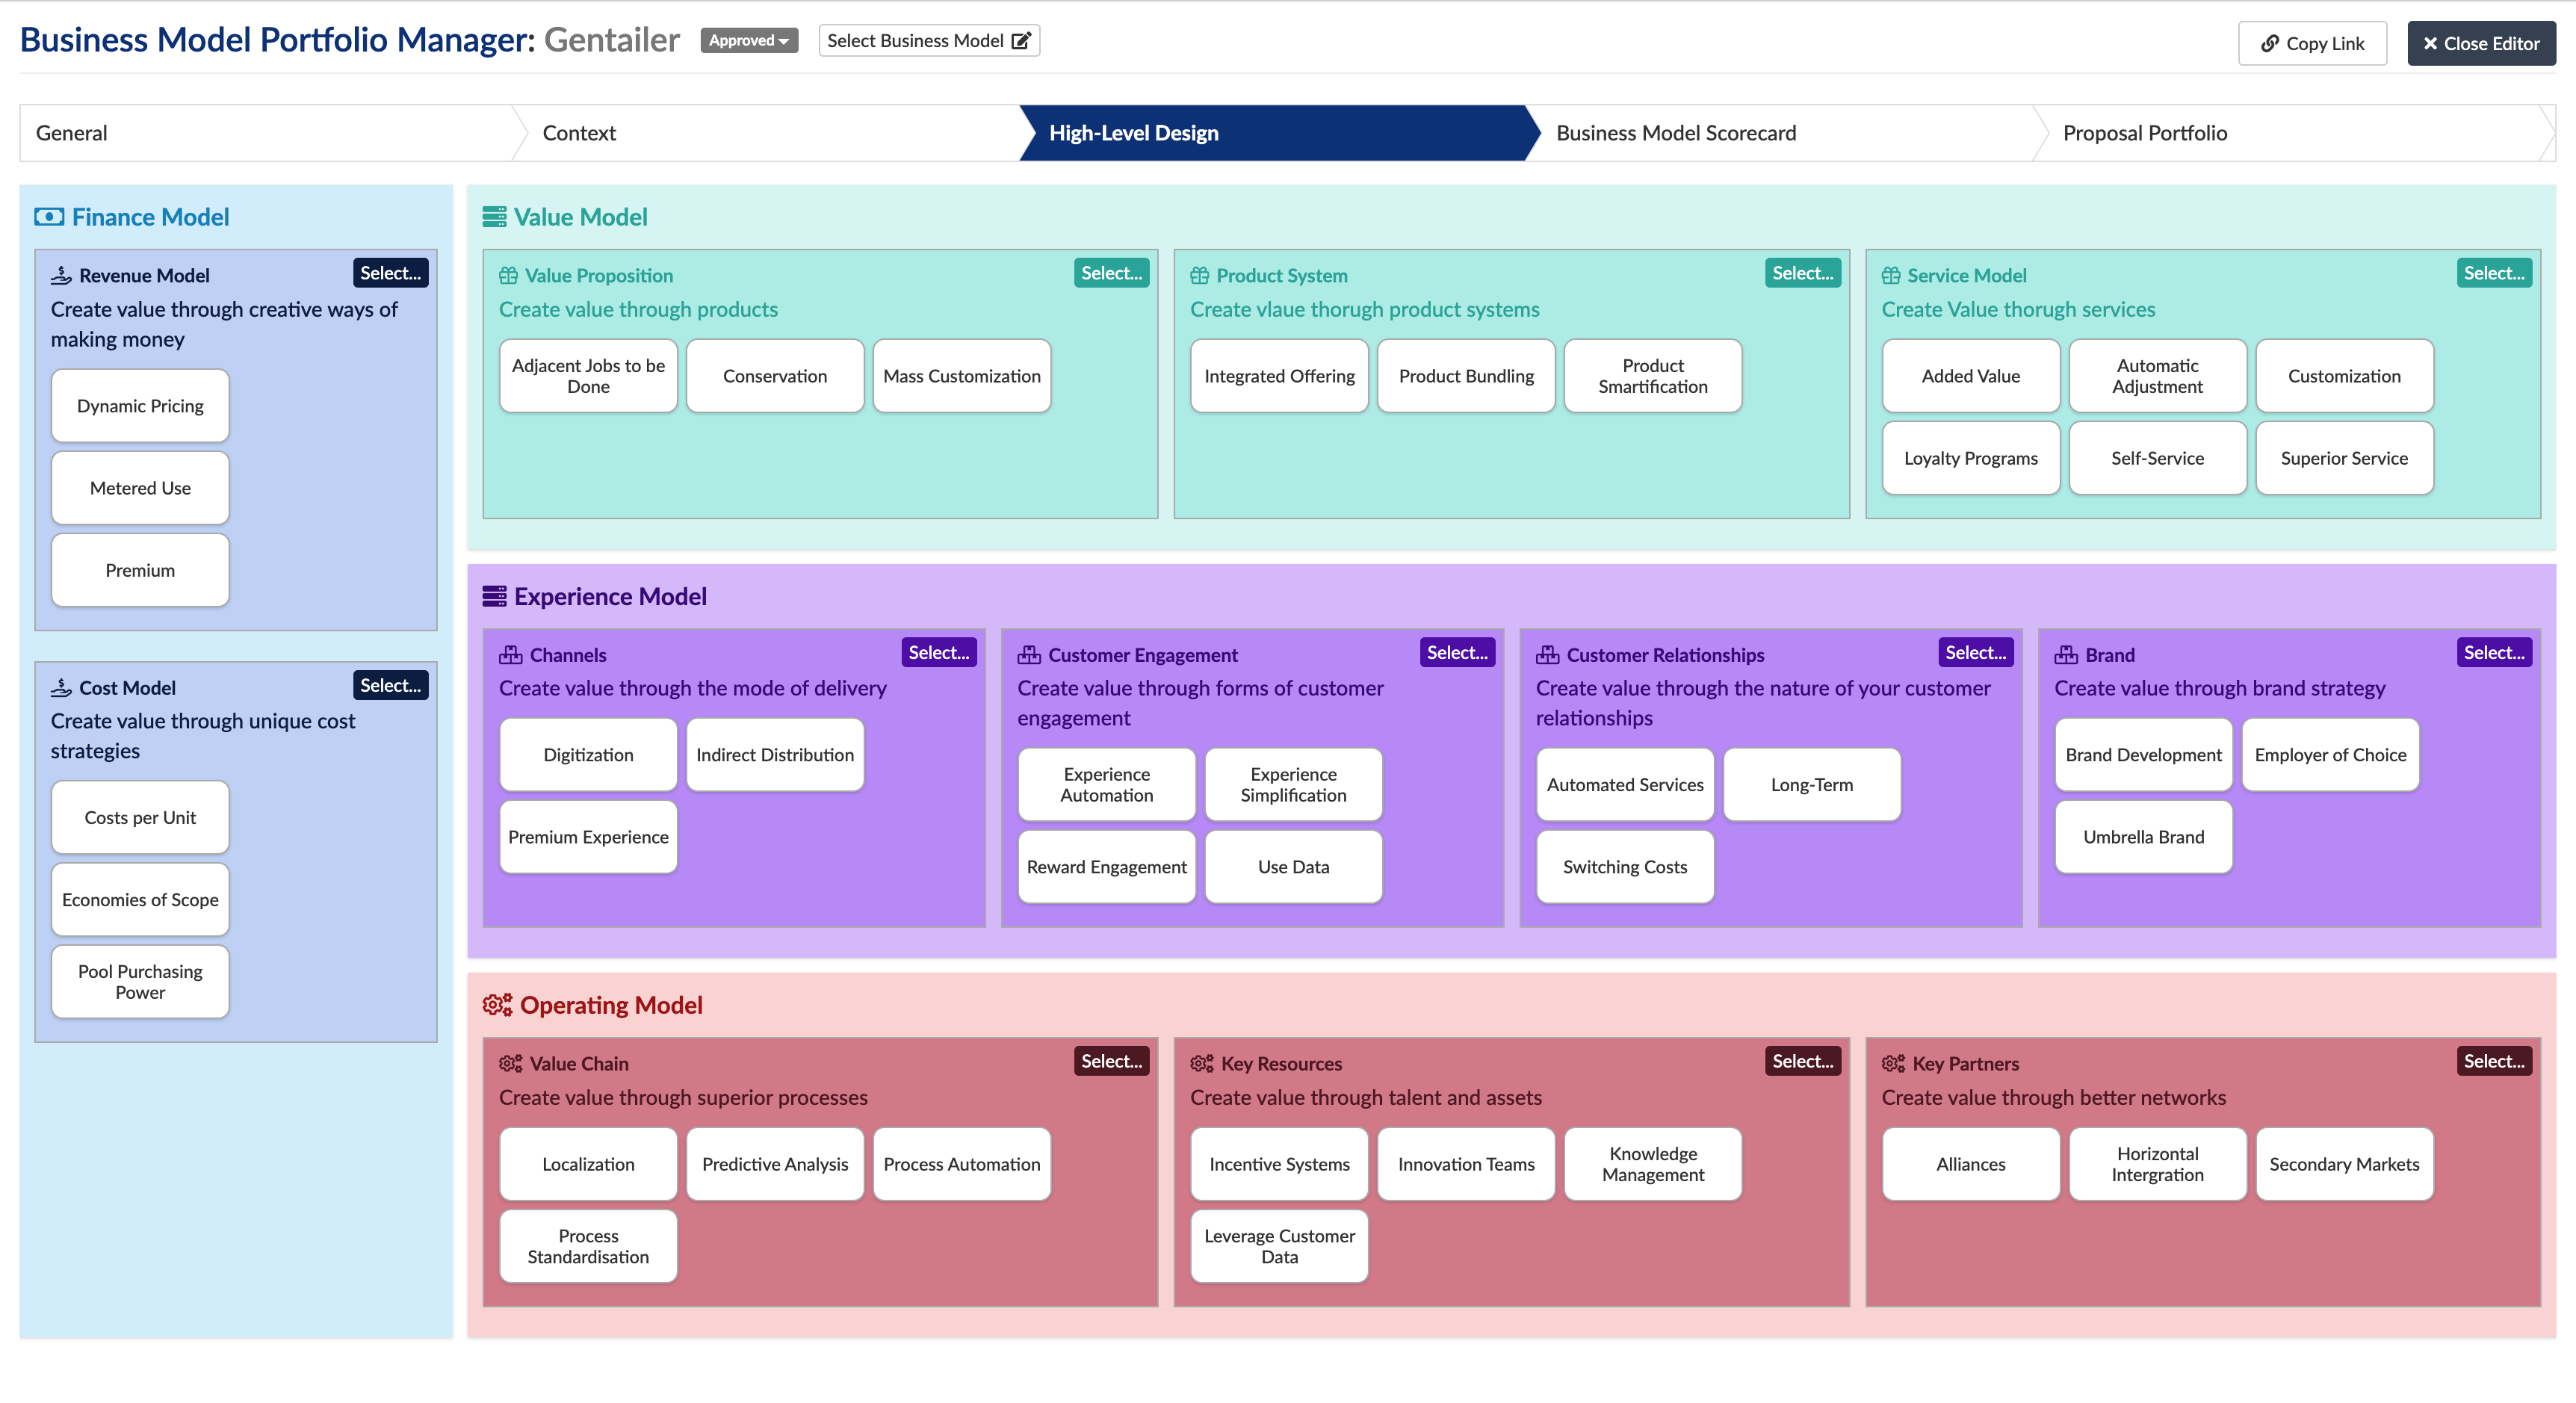 Business Model Portfolio Manager: Gentailer
Approved
Select Business Model
Copy Link
Close Editor
General
Context
High-Level Design
Business Model Scorecard
Proposal Portfolio
Finance Model
Revenue Model
Select...
Create value through creative ways of
making money
Dynamic Pricing
Metered Use
Premium
Cost Model
Select...
Create value through unique cost
strategies
Costs per Unit
Economies of Scope
Pool Purchasing
Power
Value Model
Value Proposition
Select...
Create value through products
Adjacent Jobs to be
Done
Conservation
Mass Customization
Product System
Select...
Create vlaue thorugh product systems
Integrated Offering
Product Bundling
Product
Smartification
Service Model
Select...
Create Value thorugh services
Added Value
Automatic
Adjustment
Customization
Loyalty Programs
Self-Service
Superior Service
Experience Model
Channels
Select...
Create value through the mode of delivery
Digitization
Indirect Distribution
Premium Experience
Customer Engagement
Select...
Create value through forms of customer
engagement
Experience
Automation
Experience
Simplification
Reward Engagement
Use Data
Customer Relationships
Select...
Create value through the nature of your customer
relationships
Automated Services
Long-Term
Switching Costs
Brand
Select...
Create value through brand strategy
Brand Development
Employer of Choice
Umbrella Brand
Operating Model
Value Chain
Select...
Create value through superior processes
Localization
Predictive Analysis
Process Automation
Process
Standardisation
Key Resources
Select...
Create value through talent and assets
Incentive Systems
Innovation Teams
Knowledge
Management
Leverage Customer
Data
Key Partners
Select...
Create value through better networks
Alliances
Horizontal
Intergration
Secondary Markets